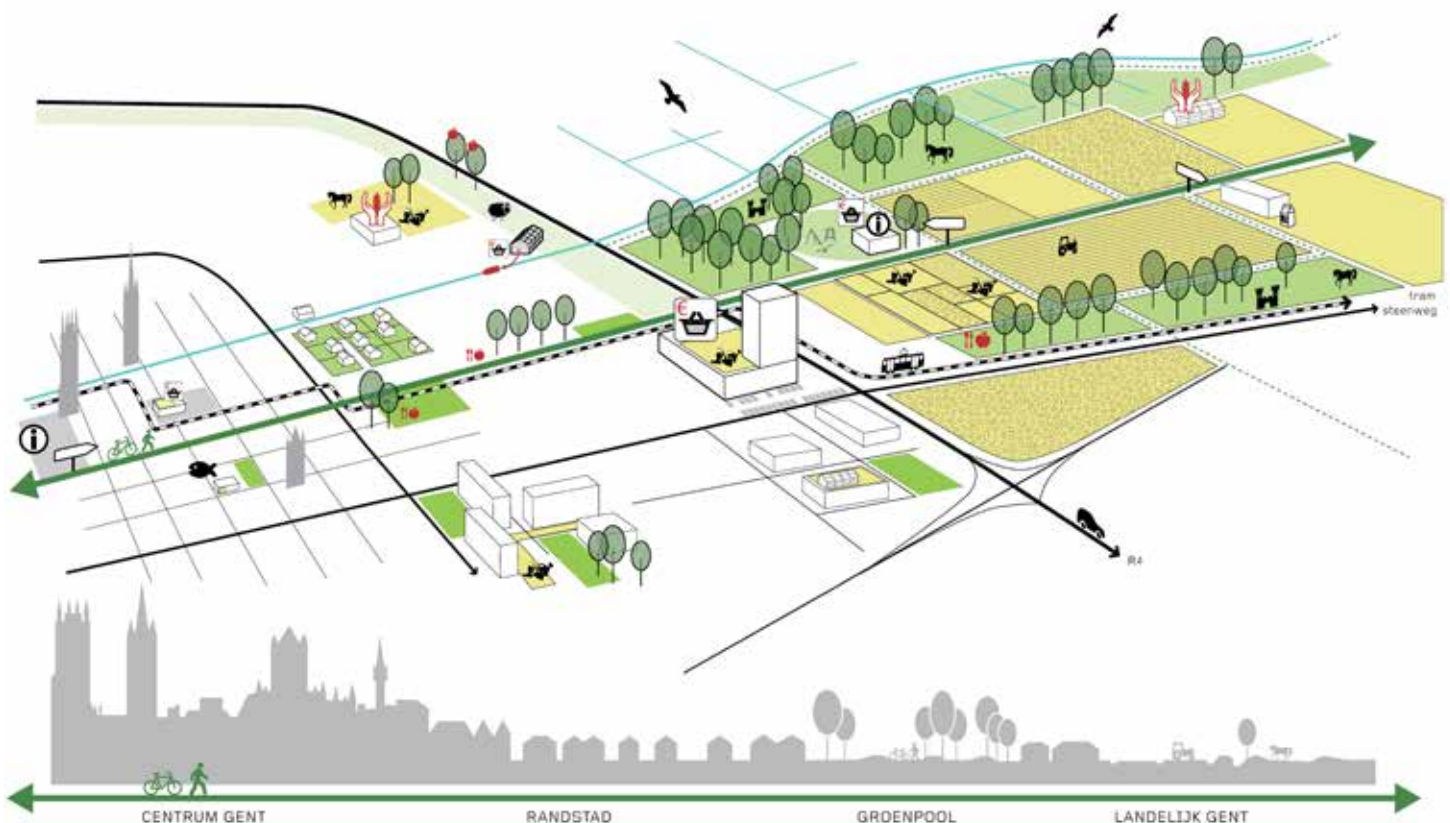 tram
steenweg
R4
CENTRUM GENT
RANDSTAD
GROENPOOL
LANDELIJK GENT